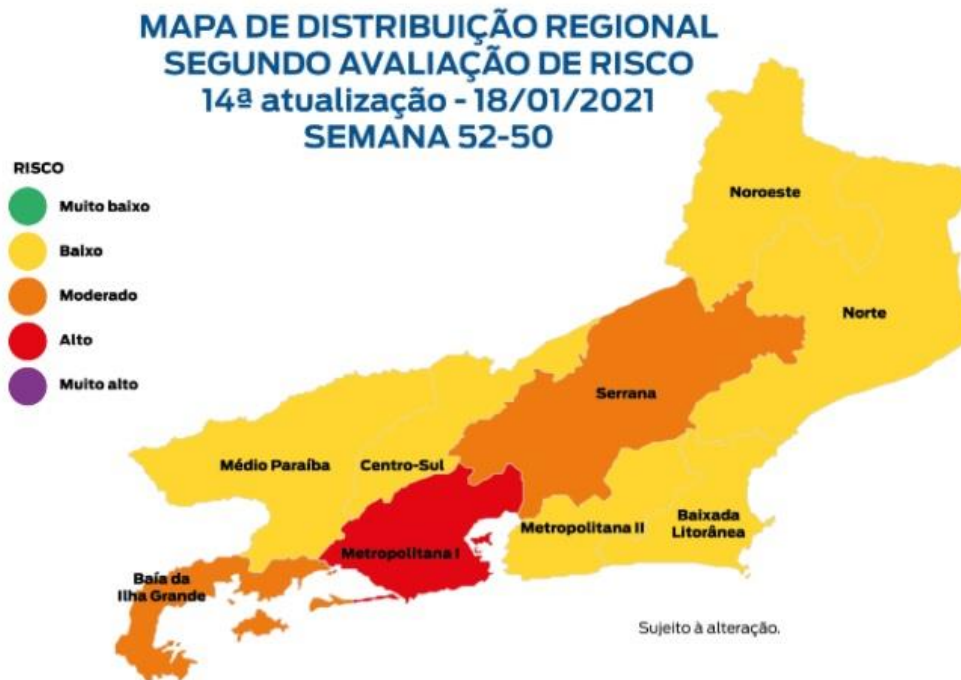 MAPA DE DISTRIBUIÇÃO REGIONAL
SEGUNDO AVALIAÇÃO DE RISCO
14ª atualização - 18/01/2021
SEMANA 52-50
RISCO
Muito baixo
Baixo
Moderado
Alto
Muito alto
Noroeste
Norte
Serrana
Médio Paraíba
Centro-Sul
Metropolitana II
Baixada
Litorânea
Metropolitana I
Baía da
Ilha Grande
Sujeito à alteração.